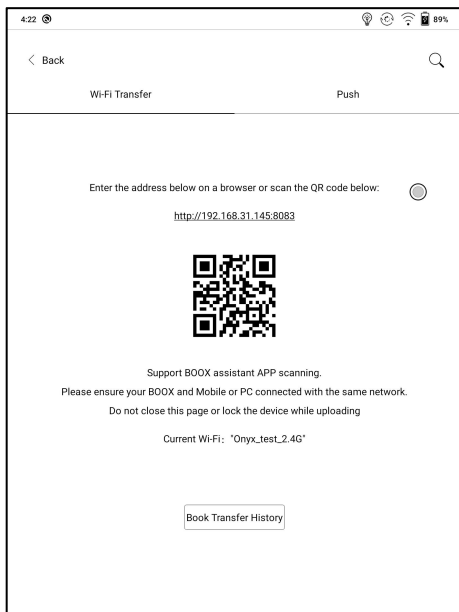 4:22 89%
Back
Wi-Fi Transfer Push
Enter the address below on a browser or scan the QR code below:
http://192.168.31.145:8083
Support BOOX assistant APP scanning.
Please ensure your BOOX and Mobile or PC connected with the same network.
Do not close this page or lock the device while uploading
Current Wi-Fi："Onyx_test_2.4G"
Book Transfer History